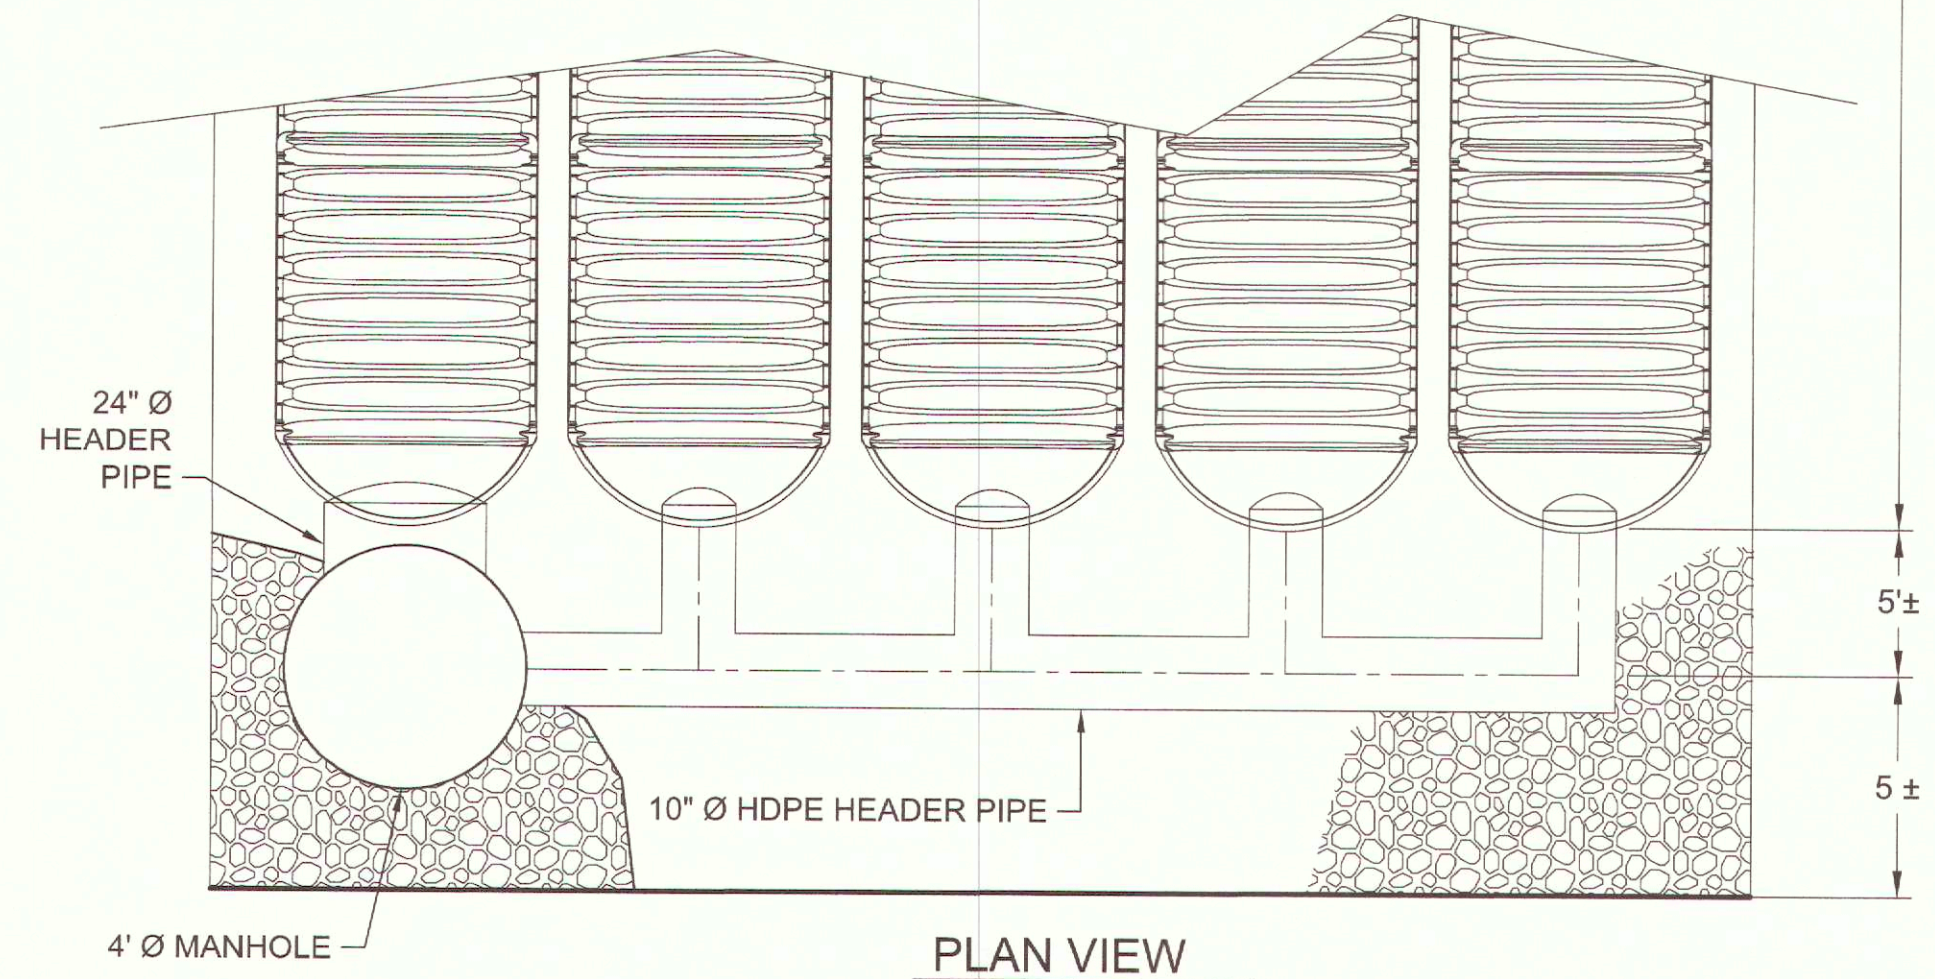 24" Ø
HEADER
PIPE
5'±
5 ±
10" Ø HDPE HEADER PIPE
4' Ø MANHOLE
PLAN VIEW